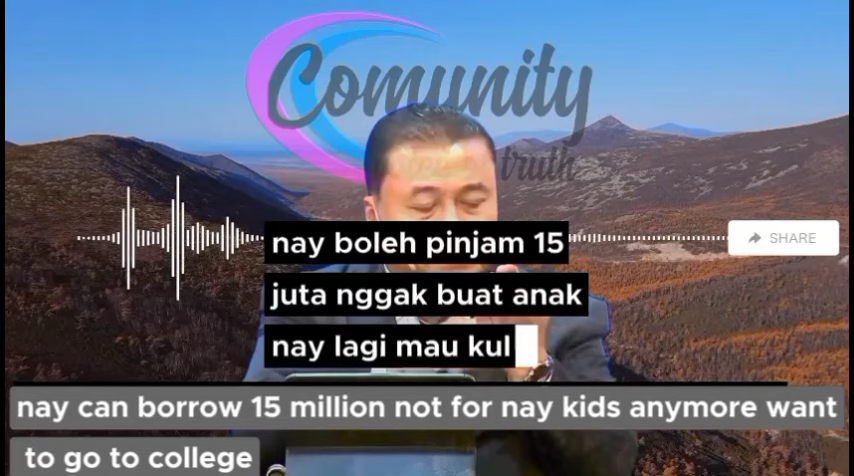 Comunity
truth
nay boleh pinjam 15
SHARE
juta nggak buat anak
nay lagi mau kul
nay can borrow 15 million not for nay kids anymore want
to go to college